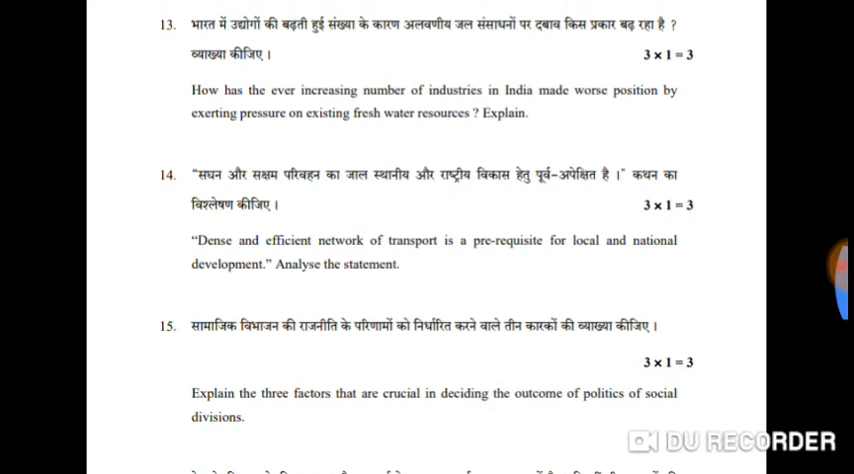 13. भारत में उद्योगों की बढ़ती हुई संख्या के कारण अलवणीय जल संसाधनों पर दबाव किस प्रकार बढ़ रहा है ?
व्याख्या कीजिए । 3 × 1 = 3
How has the ever increasing number of industries in India made worse position by
exerting pressure on existing fresh water resources ? Explain.
14. “सघन और सक्षम परिवहन का जाल स्थानीय और राष्ट्रीय विकास हेतु पूर्व-अपेक्षित है ।” कथन का
विश्लेषण कीजिए । 3 × 1 = 3
“Dense and efficient network of transport is a pre-requisite for local and national
development.” Analyse the statement.
15. सामाजिक विभाजन की राजनीति के परिणामों को निर्धारित करने वाले तीन कारकों की व्याख्या कीजिए ।
3 × 1 = 3
Explain the three factors that are crucial in deciding the outcome of politics of social
divisions.
DU RECORDER